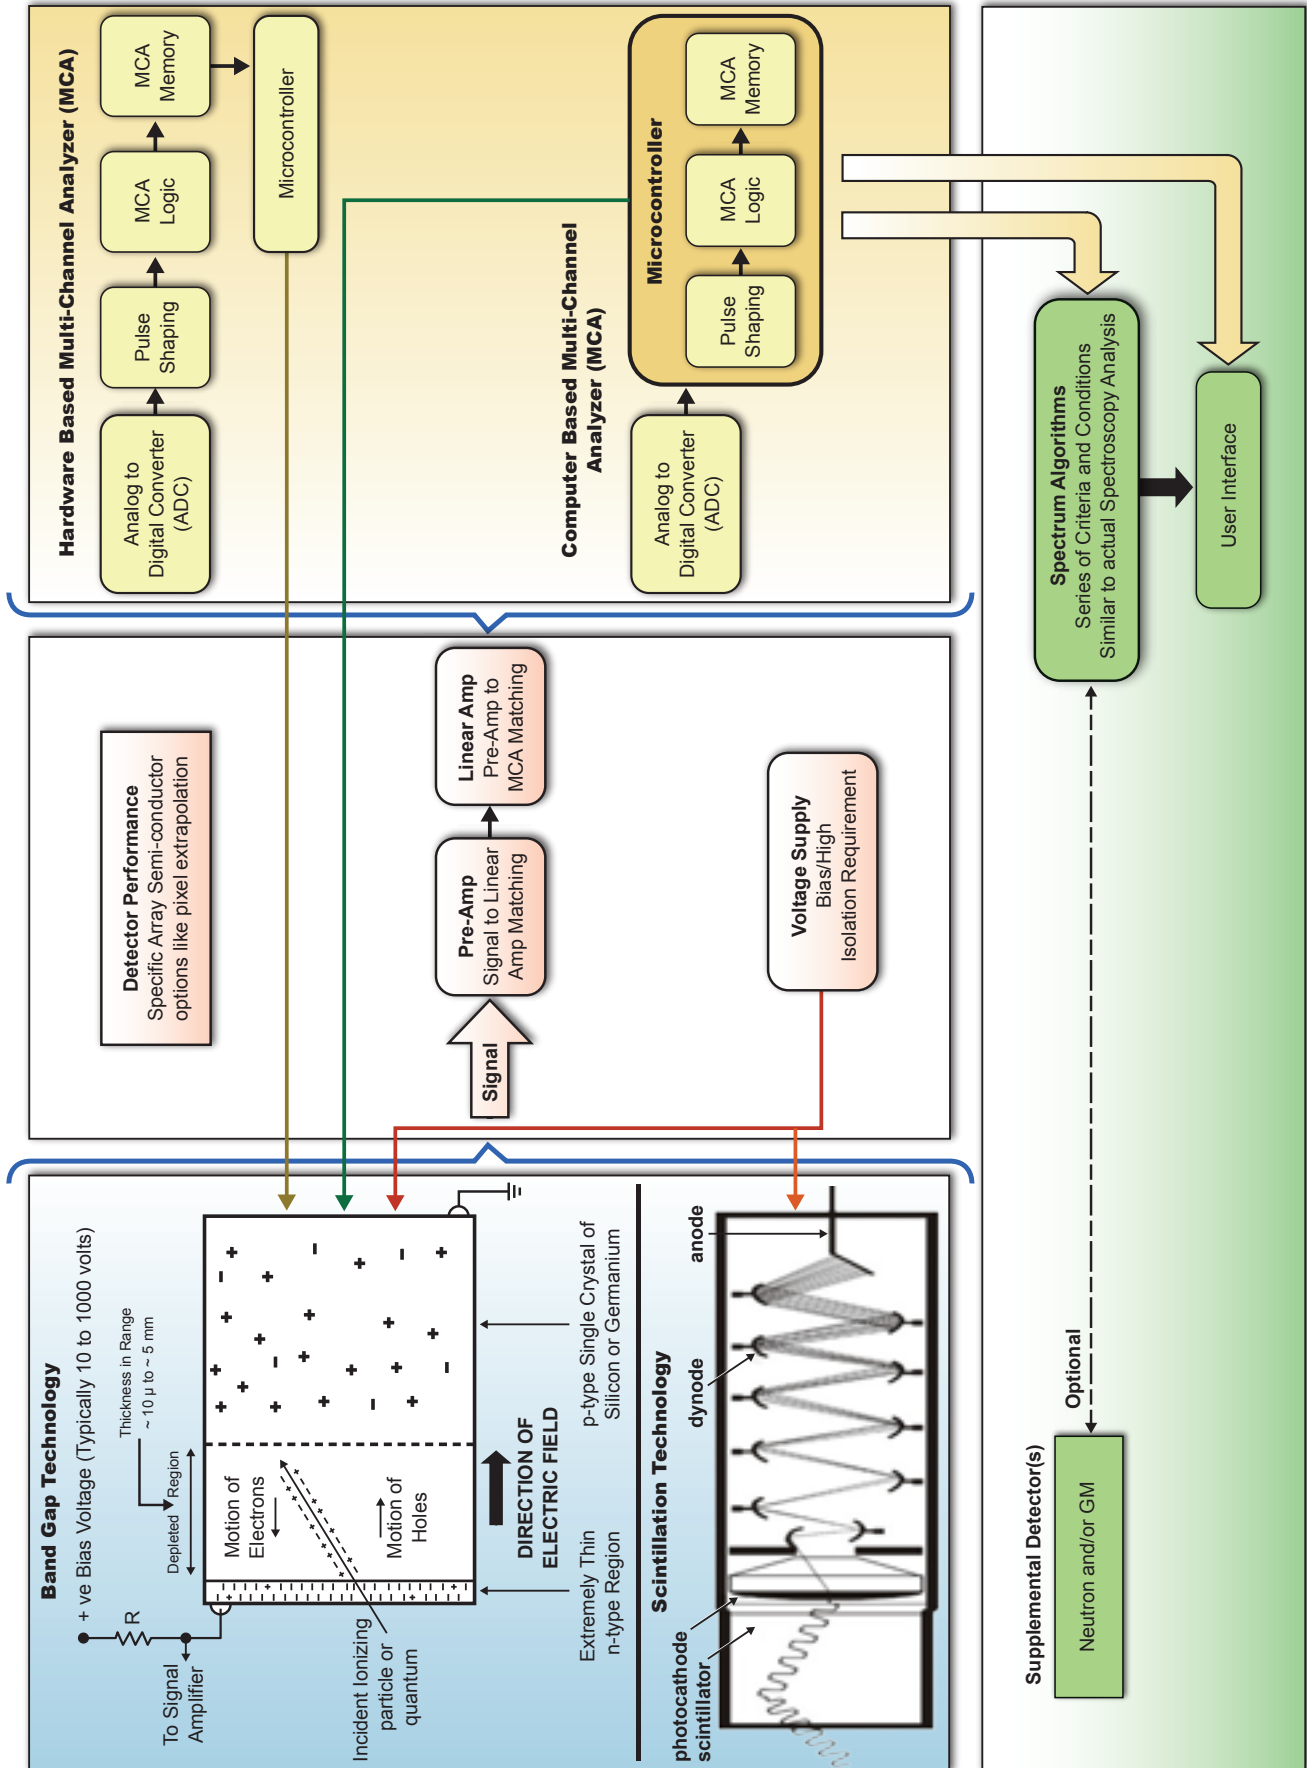 Band Gap Technology
+ ve Bias Voltage (Typically 10 to 1000 volts)
R
To Signal
Amplifier
Thickness in Range
~ 10 µ to ~ 5 mm
Depleted Region
Motion of
Electrons
Motion of
Holes
Incident Ionizing
particle or
quantum
DIRECTION OF
ELECTRIC FIELD
Extremely Thin
n-type Region
p-type Single Crystal of
Silicon or Germanium
Scintillation Technology
photocathode
scintillator
dynode
anode
Detector Performance
Specific Array Semi-conductor
options like pixel extrapolation
Signal
Pre-Amp
Signal to Linear
Amp Matching
Linear Amp
Pre-Amp to
MCA Matching
Voltage Supply
Bias/High
Isolation Requirement
Hardware Based Multi-Channel Analyzer (MCA)
Analog to
Digital Converter
(ADC)
Pulse
Shaping
MCA
Logic
MCA
Memory
Microcontroller
Computer Based Multi-Channel
Analyzer (MCA)
Analog to
Digital Converter
(ADC)
Microcontroller
Pulse
Shaping
MCA
Logic
MCA
Memory
Supplemental Detector(s)
Neutron and/or GM
Optional
Spectrum Algorithms
Series of Criteria and Conditions
Similar to actual Spectroscopy Analysis
User Interface